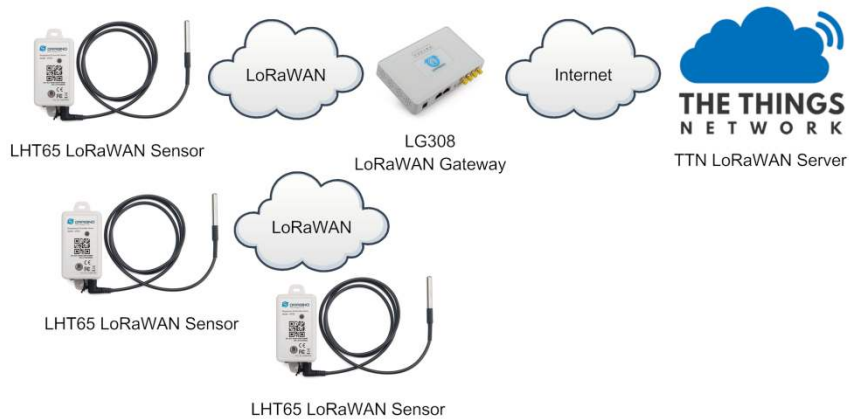 LoRaWAN
Internet
THE THINGS
NETWORK
LHT65 LoRaWAN Sensor
LG308
LoRaWAN Gateway
TTN LoRaWAN Server
LoRaWAN
LHT65 LoRaWAN Sensor
LHT65 LoRaWAN Sensor